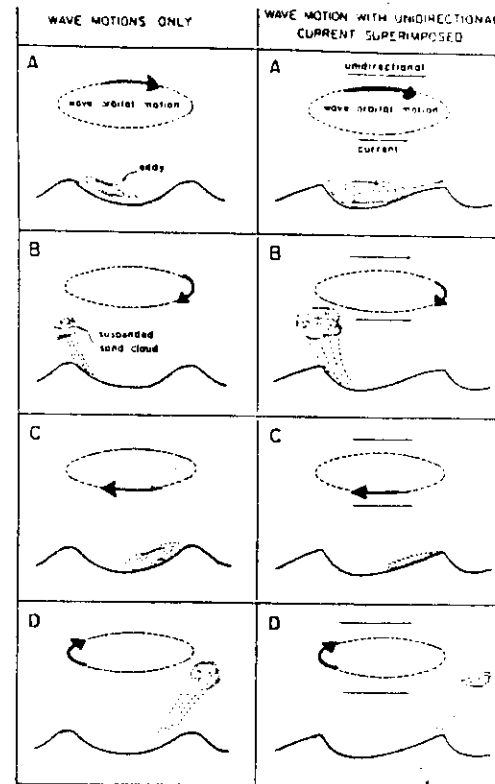 WAVE MOTIONS ONLY
WAVE MOTION WITH UNIDIRECTIONAL
CURRENT SUPERIMPOSED
A
wave orbital motion
eddy
A
unidirectional
wave orbital motion
current
B
suspended
sand cloud
B
C
C
D
D